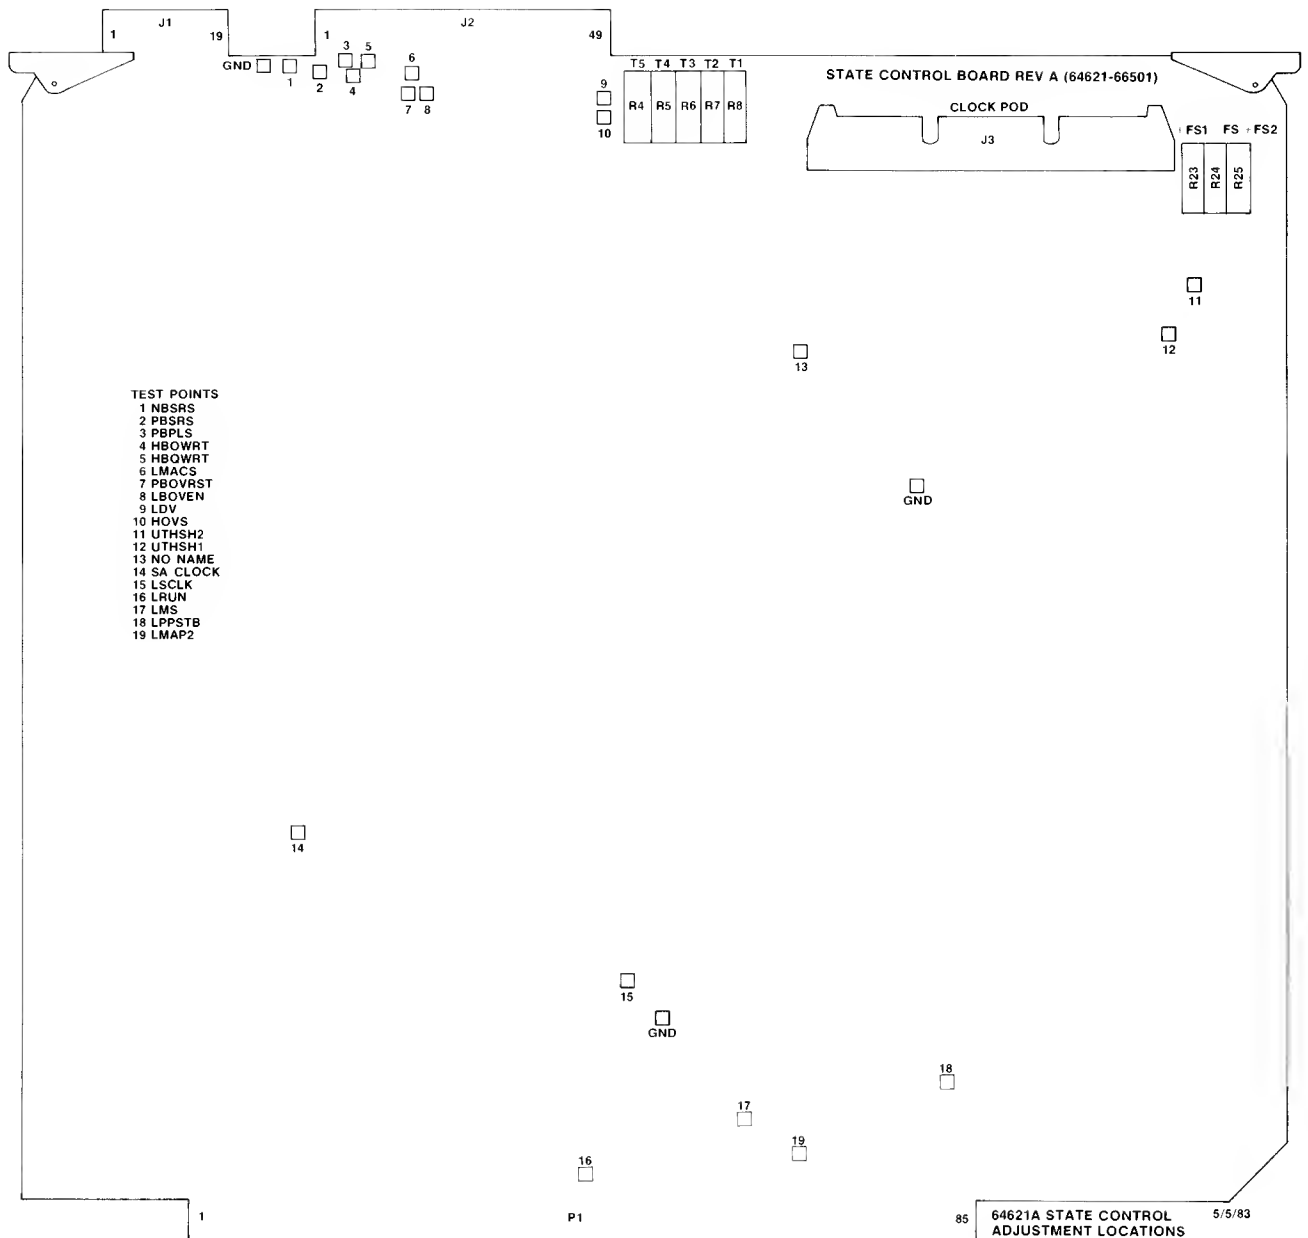 J1
J2
1
19
1
49
GND
1
2
3
5
4
6
7 8
9
10
T5 T4 T3 T2 T1
R4 R5 R6 R7 R8
STATE CONTROL BOARD REV A (64621-66501)
CLOCK POD
J3
FS1 FS FS2
R23 R24 R25
11
12
13
TEST POINTS
1 NBSRS
2 PBSRS
3 PBPLS
4 HBOWRT
5 HBQWRT
6 LMACS
7 PBOVRST
8 LBOVEN
9 LDV
10 HOVS
11 UTHSH2
12 UTHSH1
13 NO NAME
14 SA CLOCK
15 LSCLK
16 LRUN
17 LMS
18 LPPSTB
19 LMAP2
GND
14
15
GND
18
17
19
16
1
P1
85
64621A STATE CONTROL 5/5/83
ADJUSTMENT LOCATIONS